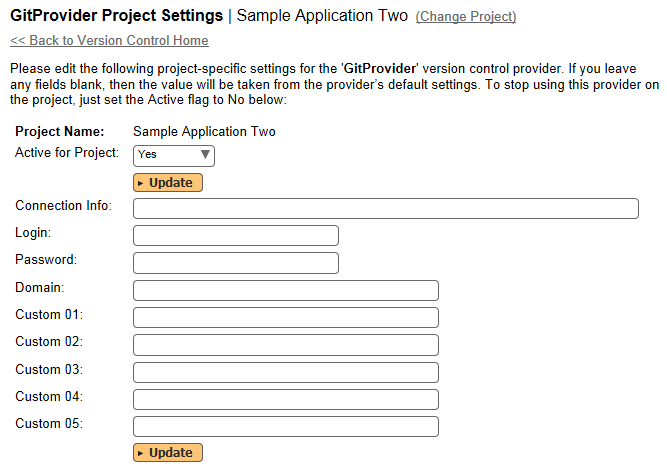 GitProvider Project Settings | Sample Application Two (Change Project)
<< Back to Version Control Home
Please edit the following project-specific settings for the 'GitProvider' version control provider. If you leave
any fields blank, then the value will be taken from the provider's default settings. To stop using this provider on
the project, just set the Active flag to No below:
Project Name: Sample Application Two
Active for Project: Yes
Update
Connection Info:
Login:
Password:
Domain:
Custom 01:
Custom 02:
Custom 03:
Custom 04:
Custom 05:
Update